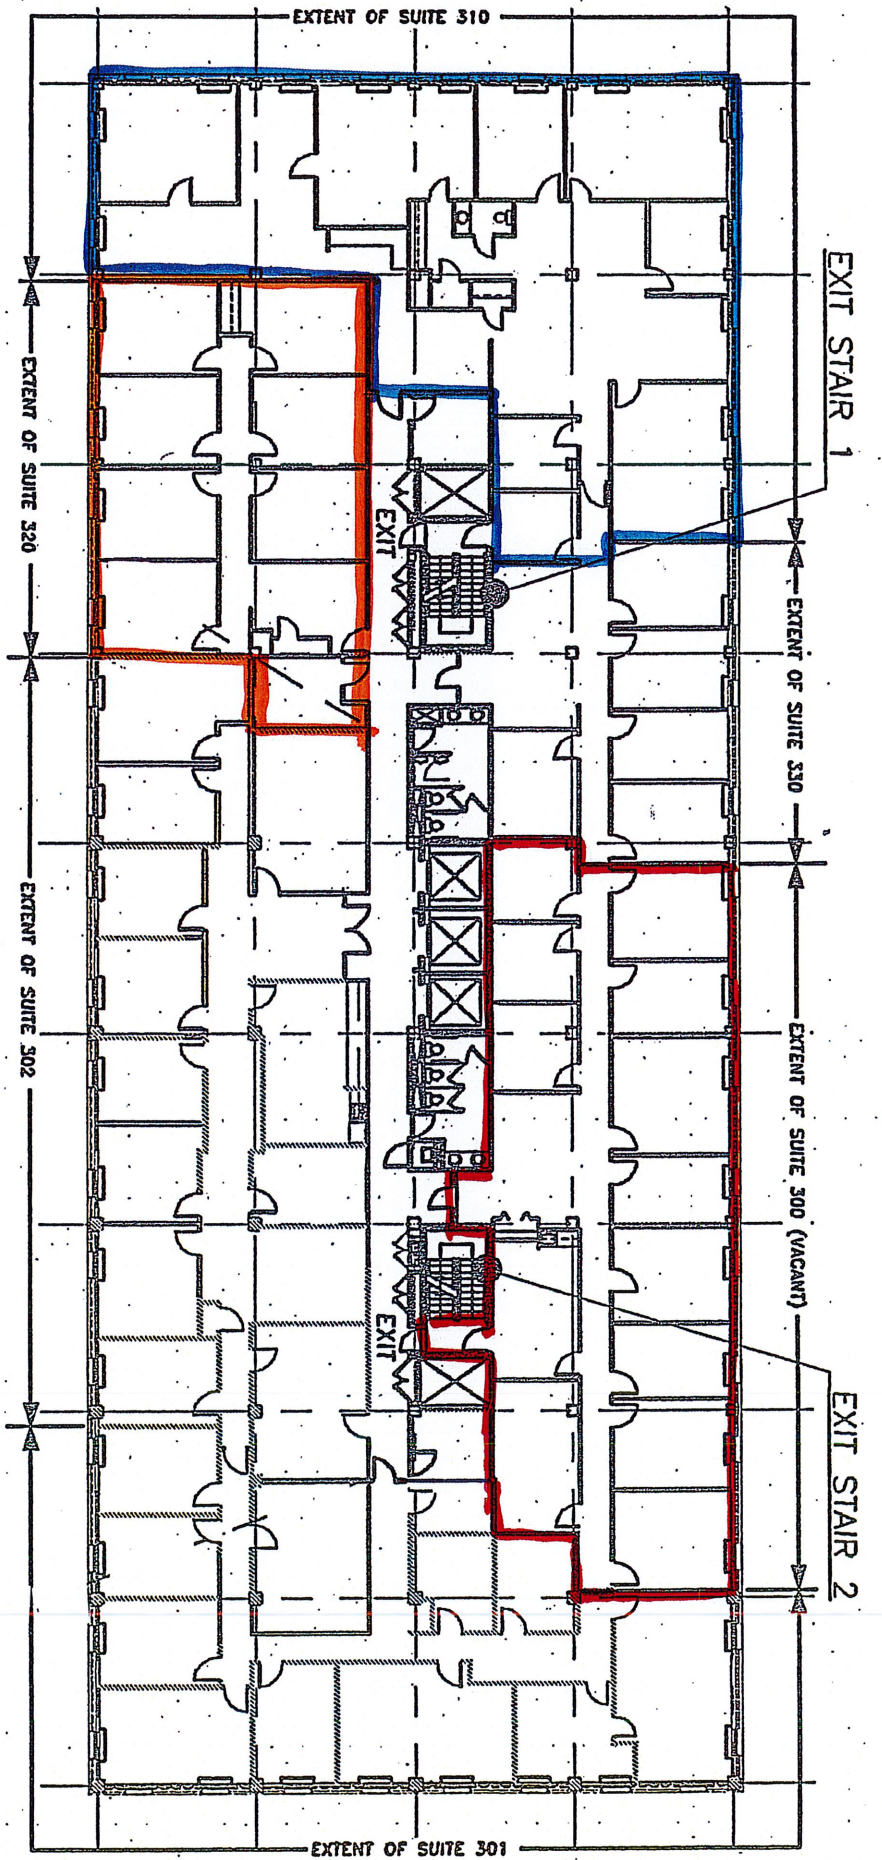 EXTENT OF SUITE 310
EXIT STAIR 1
EXTENT OF SUITE 320
EXIT
EXTENT OF SUITE 330
EXTENT OF SUITE 302
EXTENT OF SUITE 300 (VACANT)
EXIT
EXIT STAIR 2
EXTENT OF SUITE 301